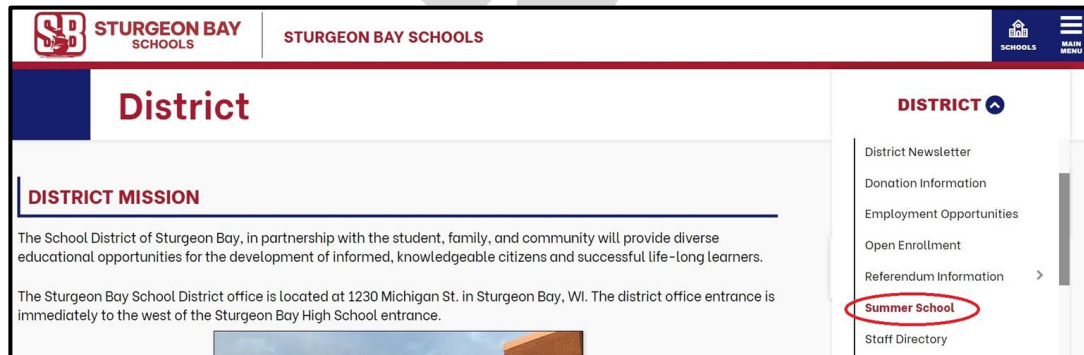 SB
STURGEON BAY
SCHOOLS
STURGEON BAY SCHOOLS
SCHOOLS
MAIN
MENU
District
DISTRICT
District Newsletter
Donation Information
Employment Opportunities
Open Enrollment
Referendum Information
Summer School
Staff Directory
DISTRICT MISSION
The School District of Sturgeon Bay, in partnership with the student, family, and community will provide diverse
educational opportunities for the development of informed, knowledgeable citizens and successful life-long learners.
The Sturgeon Bay School District office is located at 1230 Michigan St. in Sturgeon Bay, WI. The district office entrance is
immediately to the west of the Sturgeon Bay High School entrance.